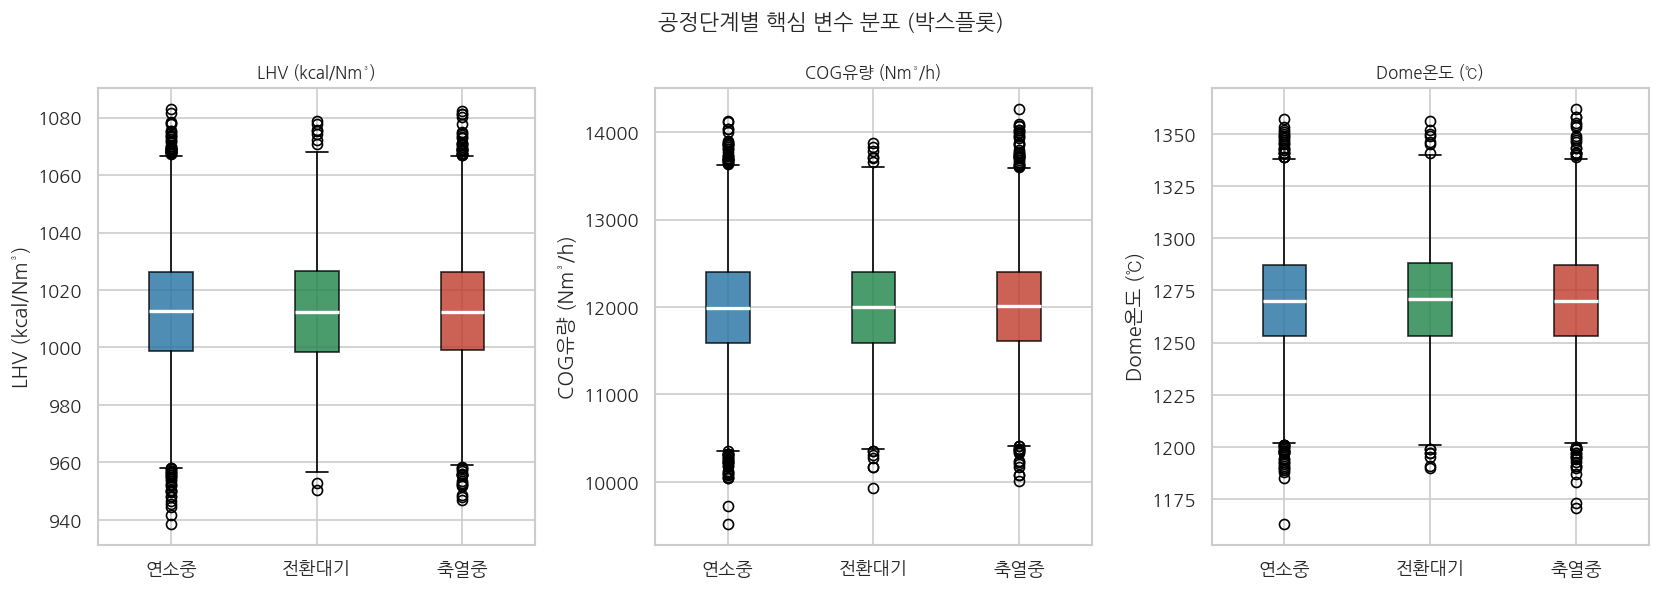 공정단계별 핵심 변수 분포 (박스플롯)
LHV (kcal/Nm³)
LHV (kcal/Nm³)
1080
1060
1040
1020
1000
980
960
940
연소중 전환대기 축열중
COG유량 (Nm³/h)
COG유량 (Nm³/h)
14000
13000
12000
11000
10000
연소중 전환대기 축열중
Dome온도 (℃)
Dome온도 (℃)
1350
1325
1300
1275
1250
1225
1200
1175
연소중 전환대기 축열중